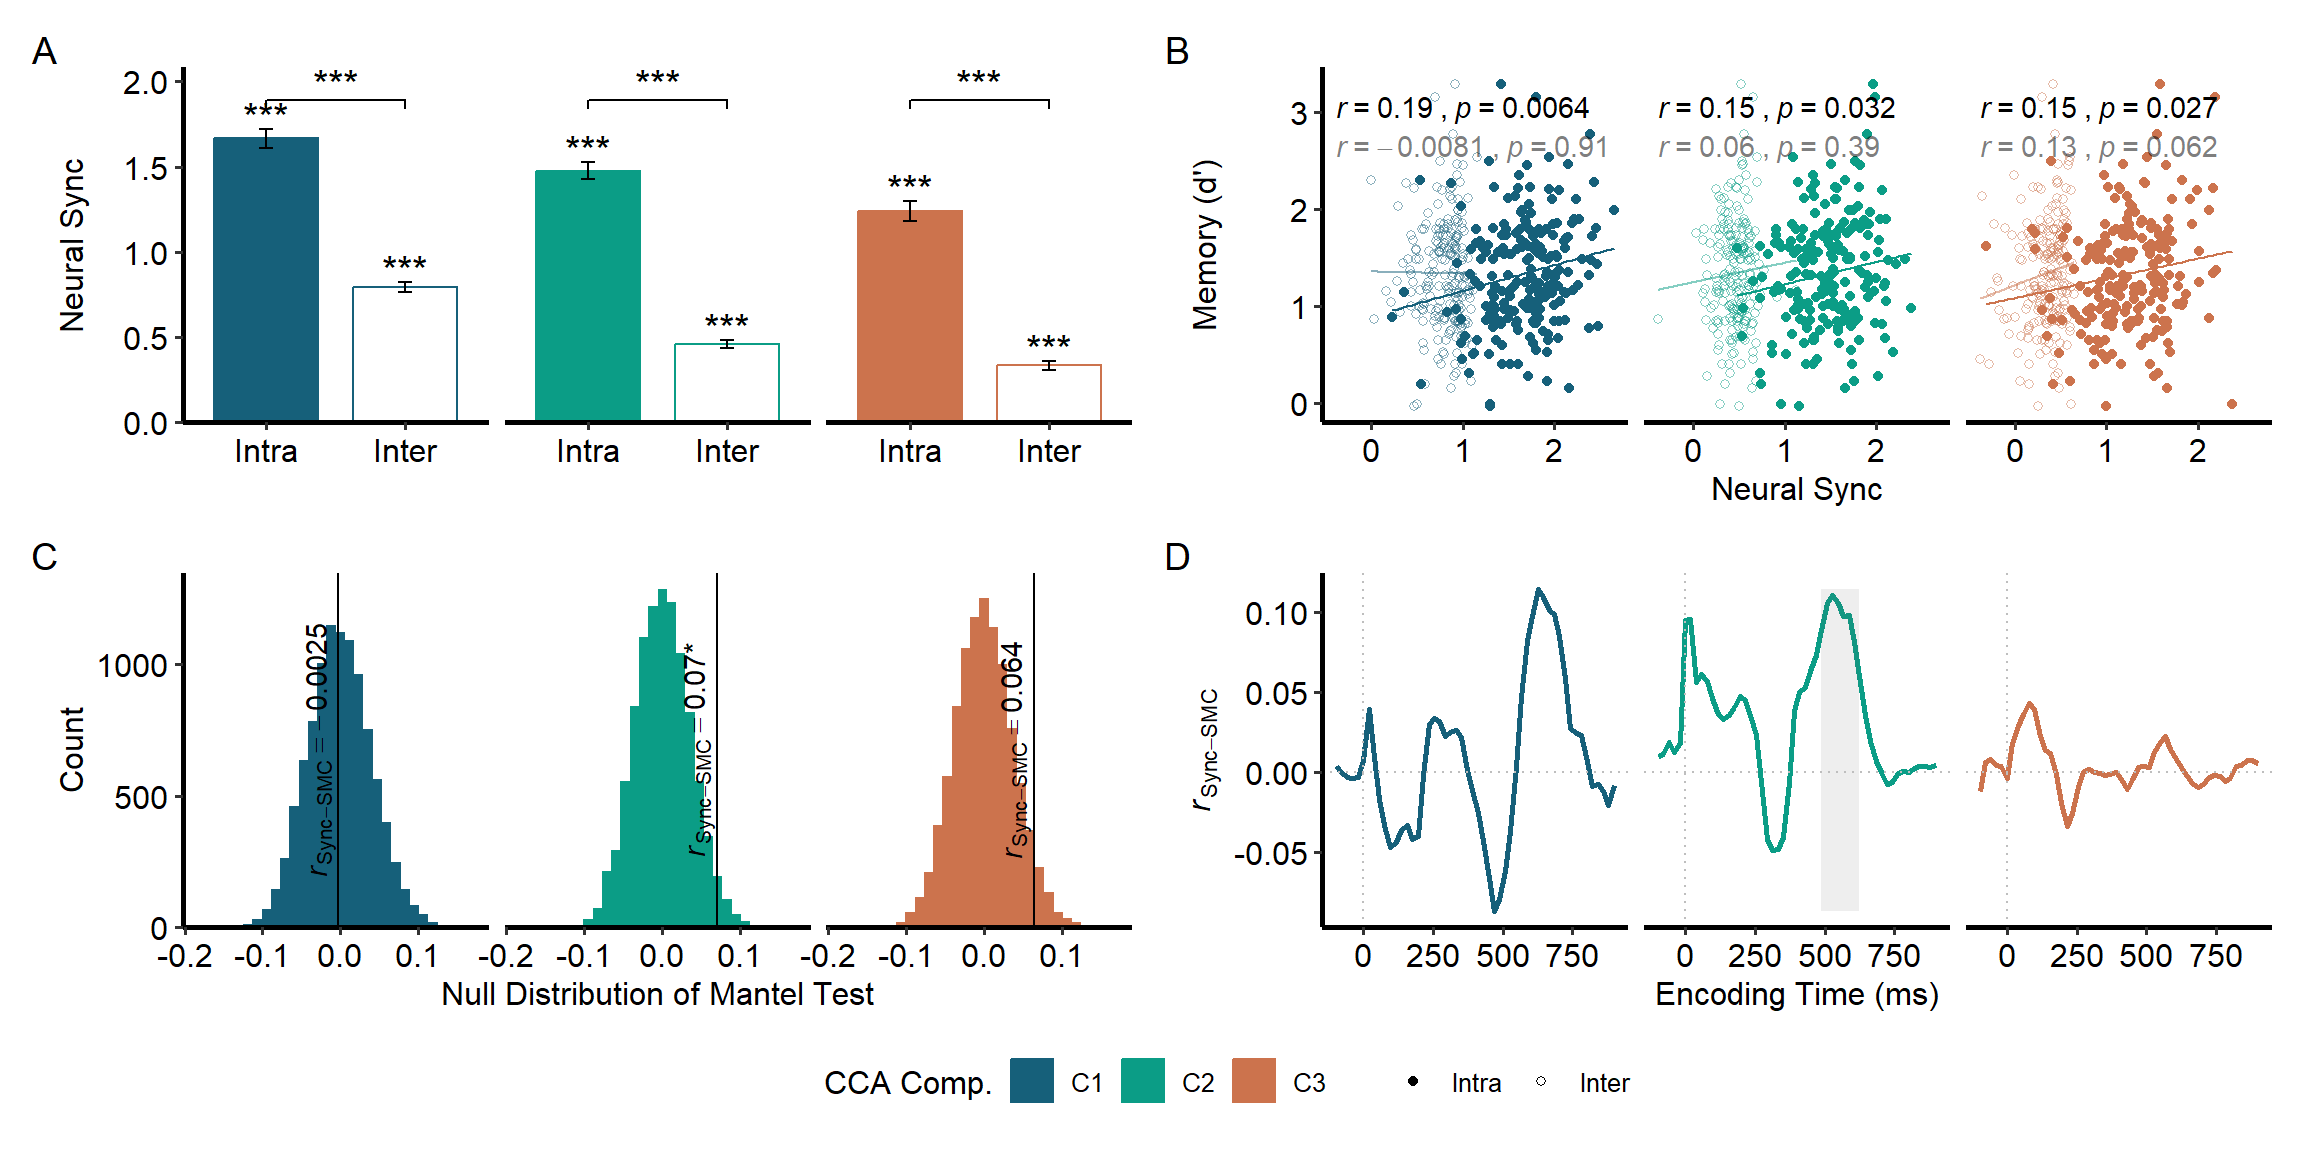 A
Neural Sync
2.0
1.5
1.0
0.5
0.0
*** *** ***
*** *** ***
*** *** ***
Intra Inter Intra Inter Intra Inter
B
Memory (d')
3
2
1
0
r = 0.19 , p = 0.0064
r = −0.0081 , p = 0.91
r = 0.15 , p = 0.032
r = 0.06 , p = 0.39
r = 0.15 , p = 0.027
r = 0.13 , p = 0.062
0 1 2 0 1 2 0 1 2
Neural Sync
C
Count
1000
500
0
rSync−SMC = −0.0025
rSync−SMC = 0.07*
rSync−SMC = 0.064
-0.2 -0.1 0.0 0.1 -0.2 -0.1 0.0 0.1 -0.2 -0.1 0.0 0.1
Null Distribution of Mantel Test
D
rSync−SMC
0.10
0.05
0.00
-0.05
0 250 500 750 0 250 500 750 0 250 500 750
Encoding Time (ms)
CCA Comp. C1 C2 C3 Intra Inter